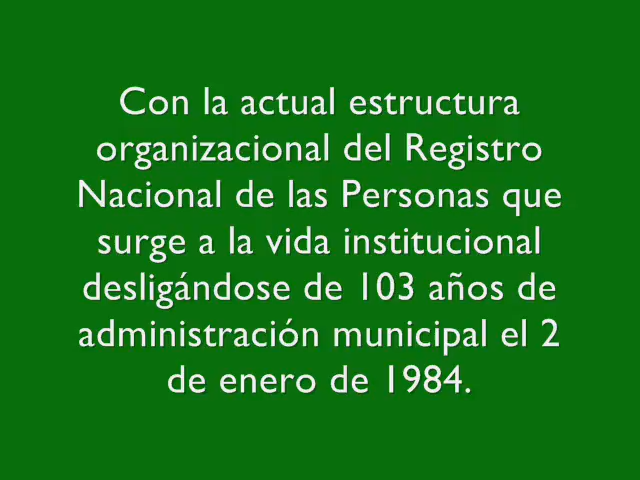 Con la actual estructura
organizacional del Registro
Nacional de las Personas que
surge a la vida institucional
desligándose de 103 años de
administración municipal el 2
de enero de 1984.